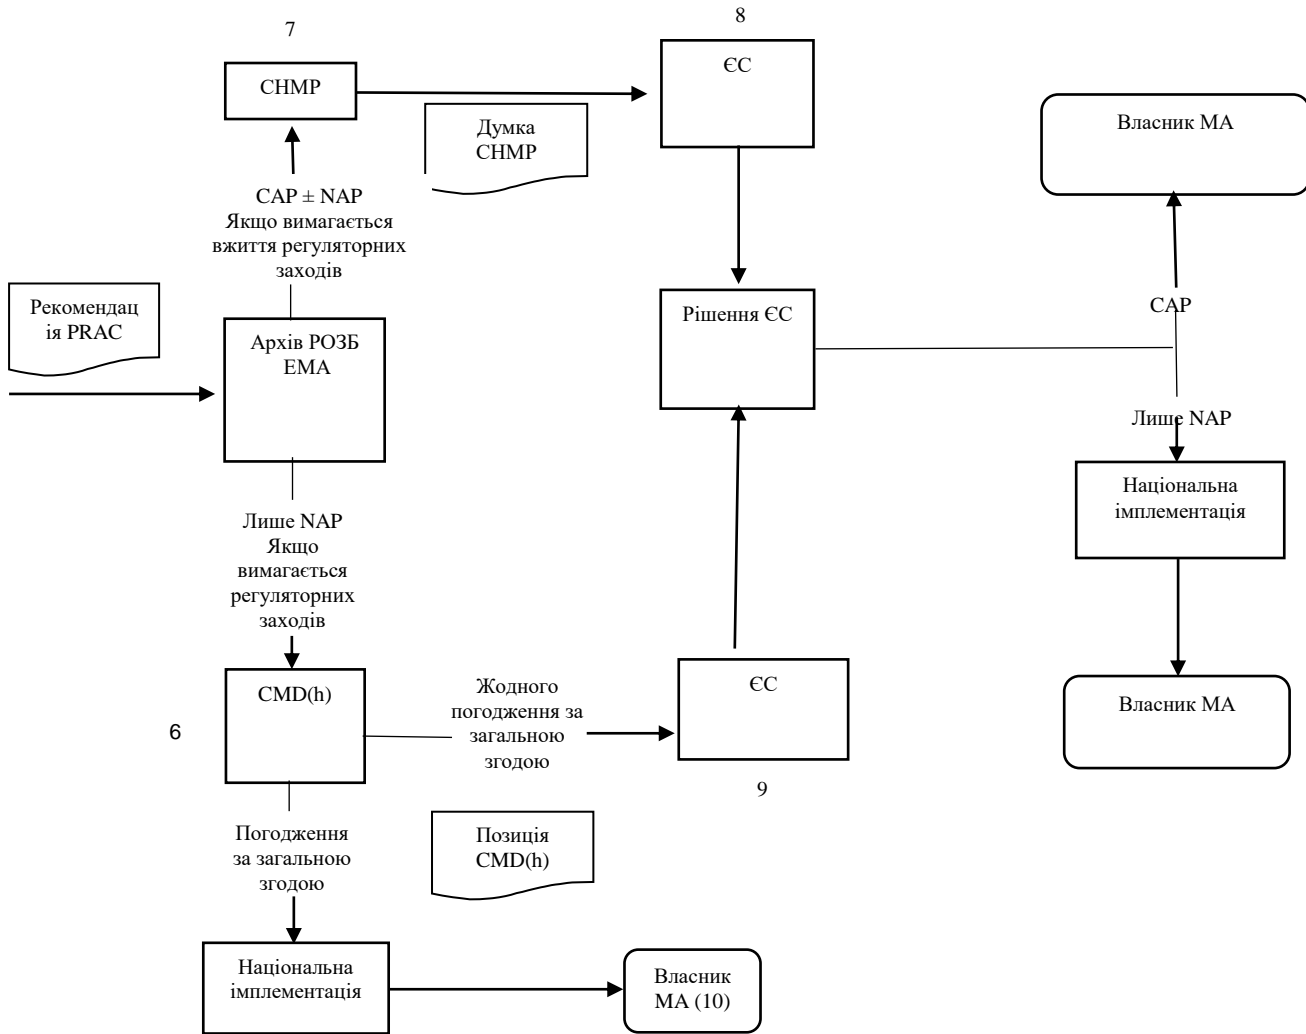 7
8
CHMP
ЄС
Думка
CHMP
Власник МА
CAP ± NAP
Якщо вимагається
вжиття регуляторних
заходів
Рекомендац
ія PRAC
Архів РОЗБ
EMA
Рішення ЄС
CAP
Лише NAP
Національна
імплементація
Лише NAP
Якщо
вимагається
регуляторних
заходів
6
CMD(h)
Жодного
погодження за
загальною
згодою
ЄС
9
Власник МА
Погодження
за загальною
згодою
Позиція
CMD(h)
Національна
імплементація
Власник
МА (10)